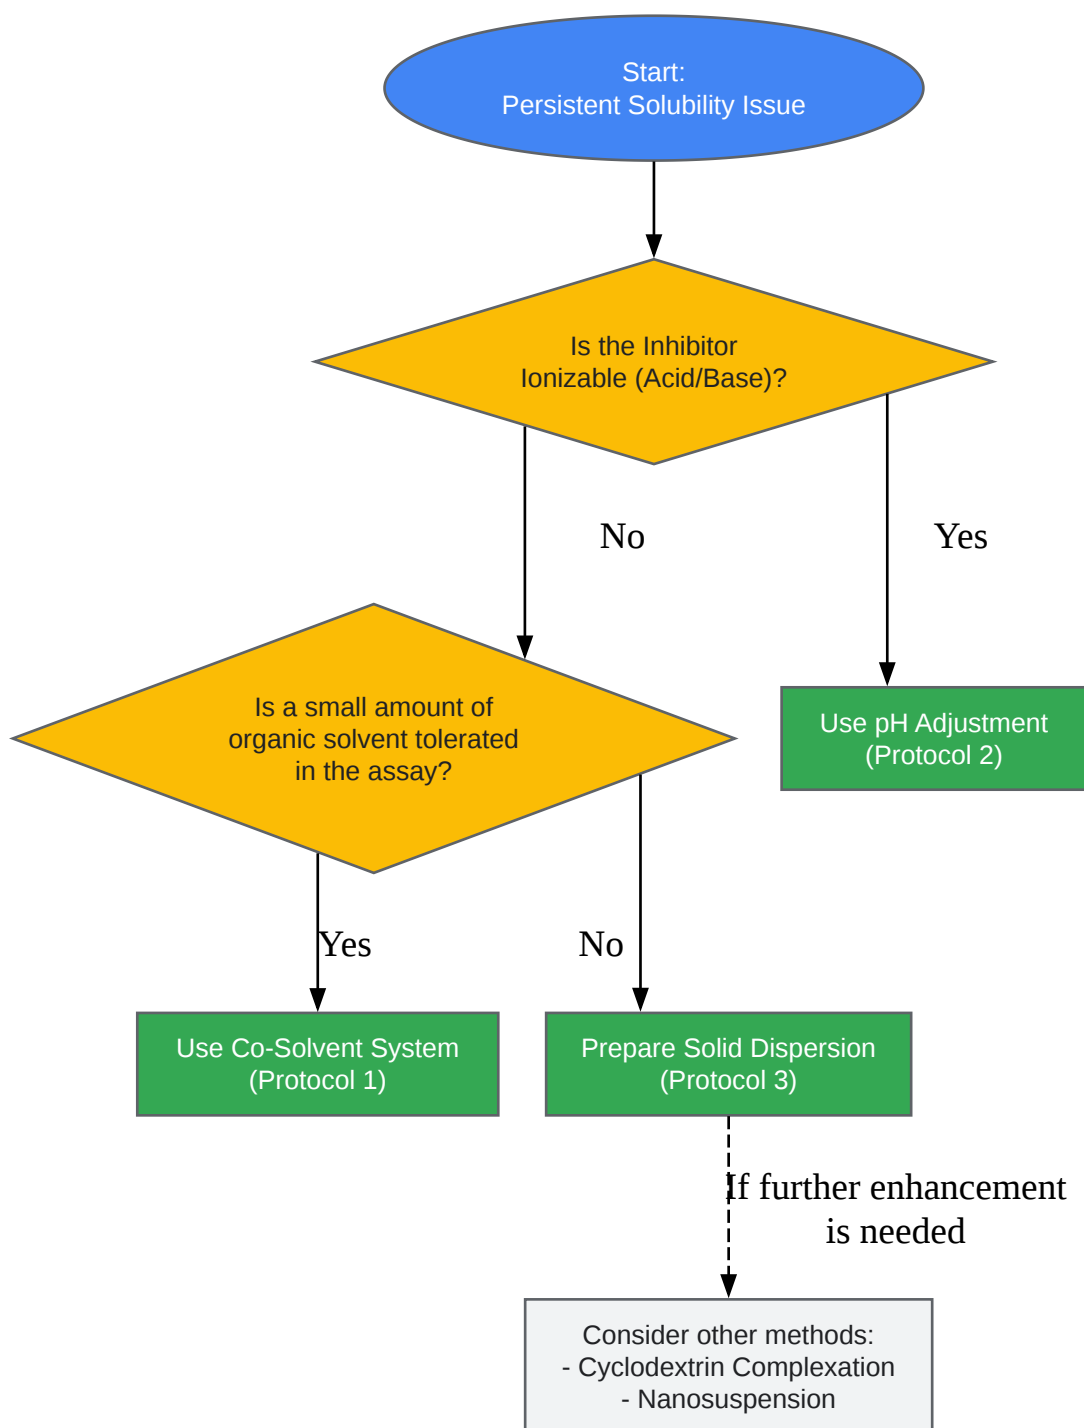 Start:
Persistent Solubility Issue
Is the Inhibitor
Ionizable (Acid/Base)?
No
Yes
Is a small amount of
organic solvent tolerated
in the assay?
Use pH Adjustment
(Protocol 2)
Yes
No
Use Co-Solvent System
(Protocol 1)
Prepare Solid Dispersion
(Protocol 3)
If further enhancement
is needed
Consider other methods:
- Cyclodextrin Complexation
- Nanosuspension